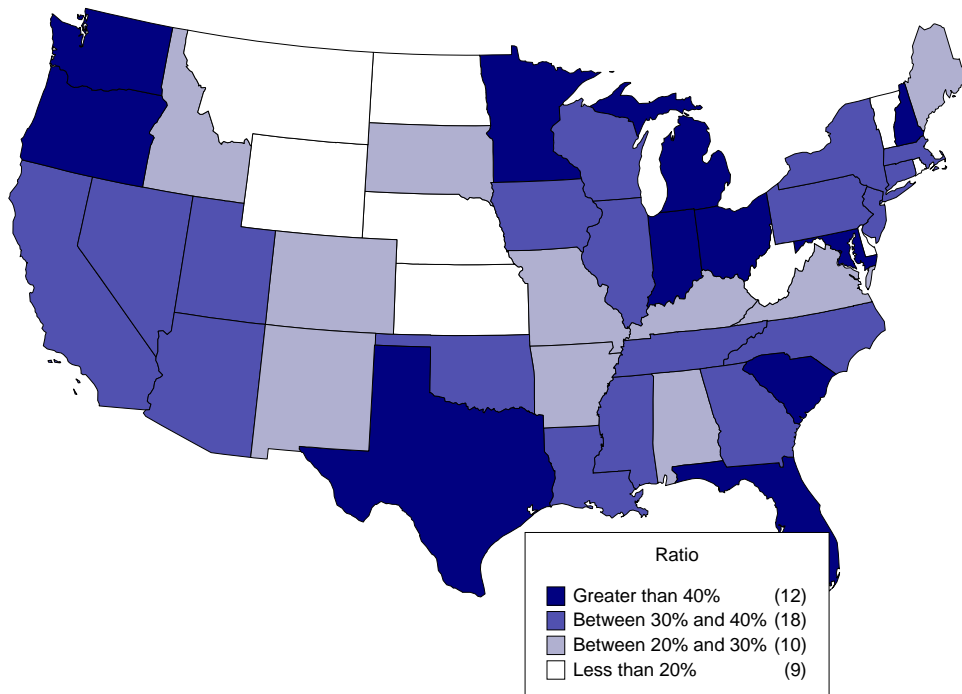 Ratio
Greater than 40% (12)
Between 30% and 40% (18)
Between 20% and 30% (10)
Less than 20% (9)